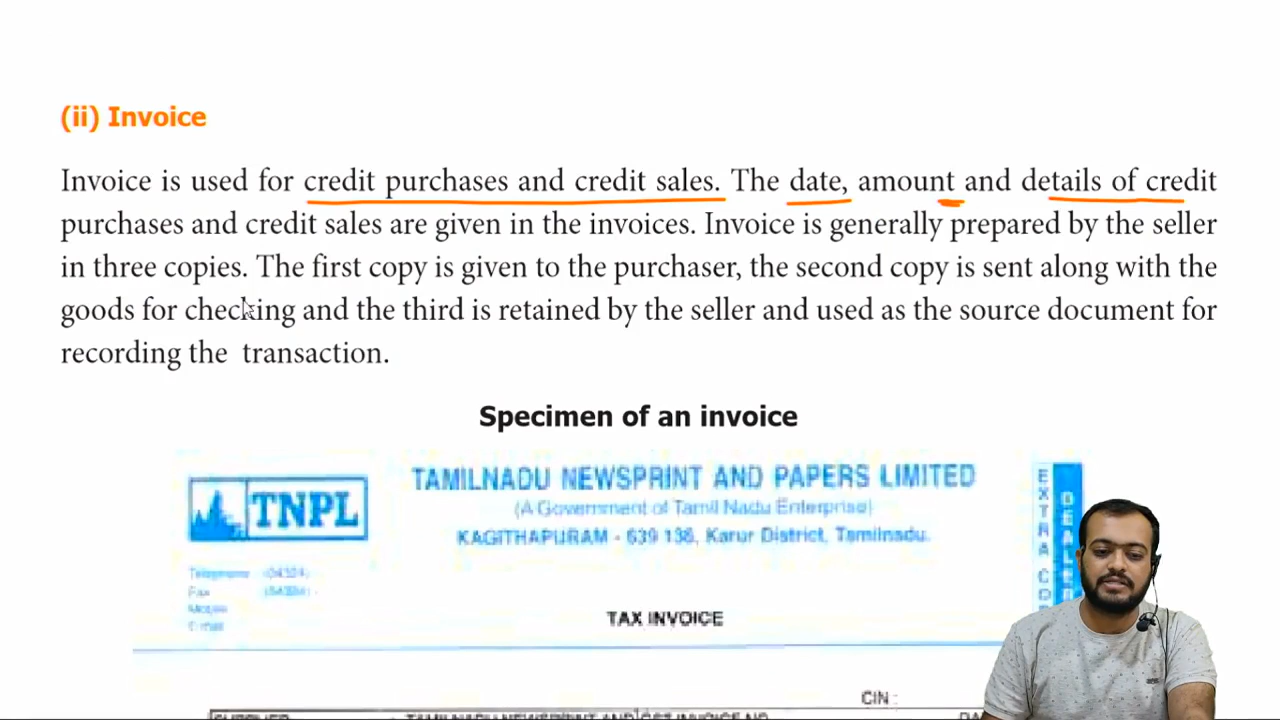 (ii) Invoice
Invoice is used for credit purchases and credit sales. The date, amount and details of credit
purchases and credit sales are given in the invoices. Invoice is generally prepared by the seller
in three copies. The first copy is given to the purchaser, the second copy is sent along with the
goods for checking and the third is retained by the seller and used as the source document for
recording the transaction.
Specimen of an invoice
TNPL
TAMILNADU NEWSPRINT AND PAPERS LIMITED
(A Government of Tamil Nadu Enterprise)
KAGITHAPURAM - 639 136, Karur District, Tamilnadu.
Telephone
Fax
Mobile
E-mail
TAX INVOICE
EXTRA
CIN :